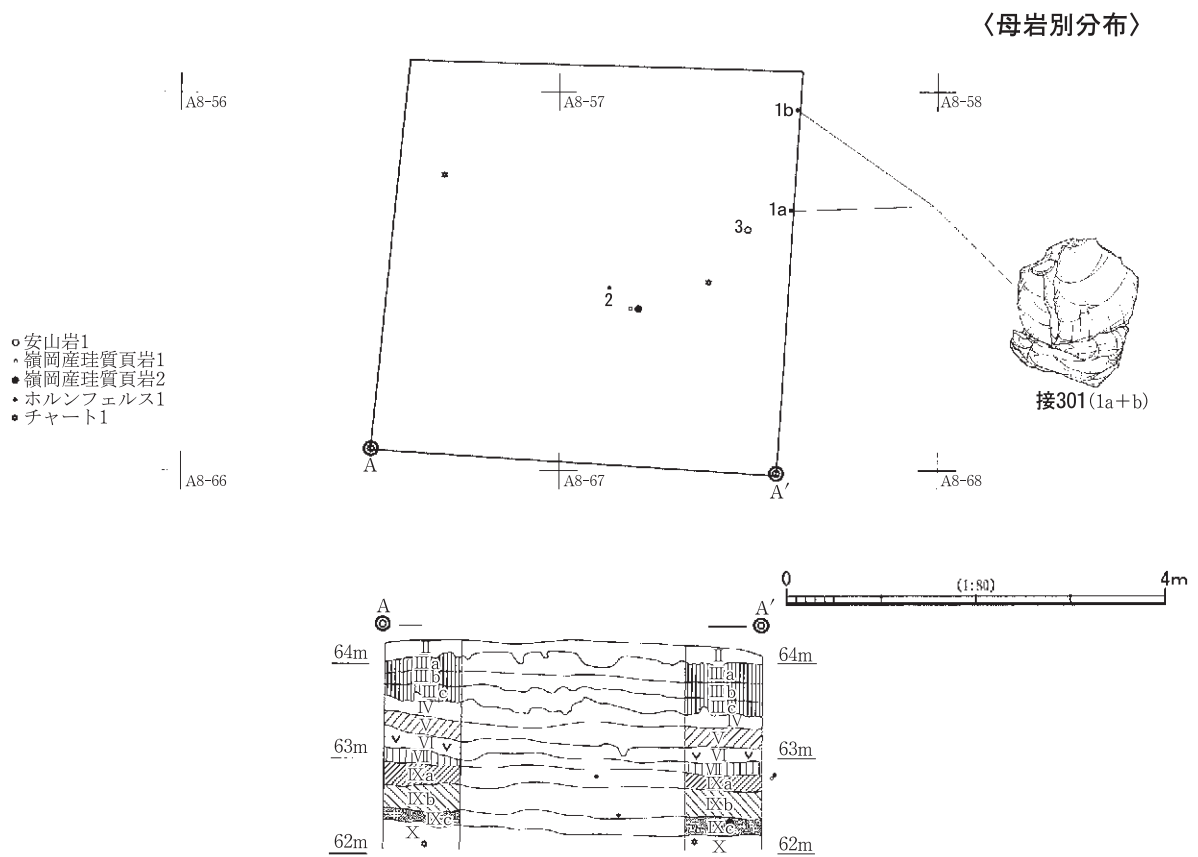 〈母岩別分布〉
A8-56
A8-57
A8-58
1b
1a
3
2
安山岩1
嶺岡産珪質頁岩1
嶺岡産珪質頁岩2
ホルンフェルス1
チャート1
接301(1a+b)
A
A′
A8-66
A8-67
A8-68
0 (1:80) 4m
A A′
64m Ⅱ Ⅱ 64m
Ⅲa Ⅲa
Ⅲb Ⅲb
Ⅲc Ⅲc
Ⅳ Ⅳ
Ⅴ Ⅴ
63m Ⅵ Ⅵ 63m
Ⅶ Ⅶ
Ⅸa Ⅸa
Ⅸb Ⅸb
Ⅸc Ⅸc
62m Ⅹ Ⅹ 62m